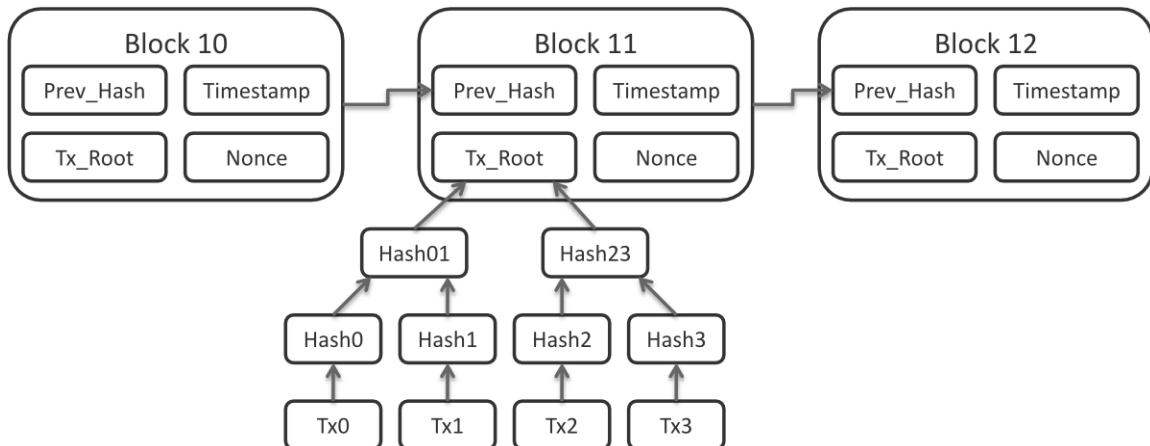 Block 10
Block 11
Block 12
Prev_Hash Timestamp
Prev_Hash Timestamp
Prev_Hash Timestamp
Tx_Root Nonce
Tx_Root Nonce
Tx_Root Nonce
Hash01
Hash23
Hash0
Hash1
Hash2
Hash3
Tx0
Tx1
Tx2
Tx3